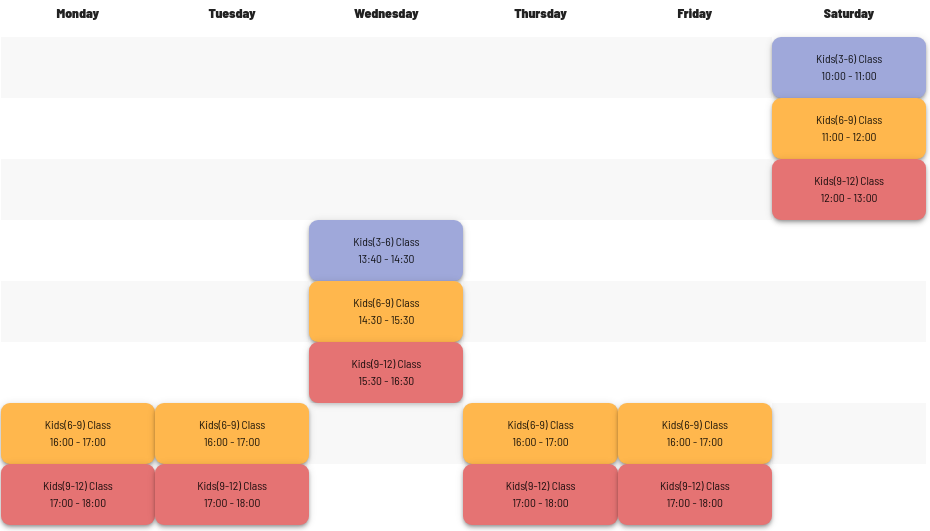 Monday
Tuesday
Wednesday
Thursday
Friday
Saturday
Kids(3-6) Class
10:00 - 11:00
Kids(6-9) Class
11:00 - 12:00
Kids(9-12) Class
12:00 - 13:00
Kids(3-6) Class
13:40 - 14:30
Kids(6-9) Class
14:30 - 15:30
Kids(9-12) Class
15:30 - 16:30
Kids(6-9) Class
16:00 - 17:00
Kids(6-9) Class
16:00 - 17:00
Kids(6-9) Class
16:00 - 17:00
Kids(6-9) Class
16:00 - 17:00
Kids(9-12) Class
17:00 - 18:00
Kids(9-12) Class
17:00 - 18:00
Kids(9-12) Class
17:00 - 18:00
Kids(9-12) Class
17:00 - 18:00